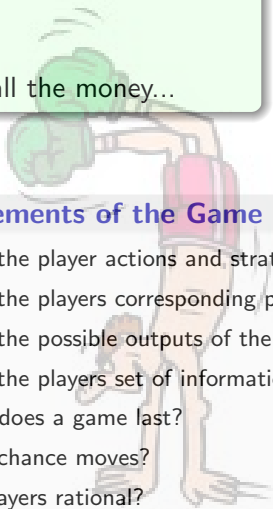 all the money...
ements of the Game
the player actions and strat
the players corresponding p
the possible outputs of the
the players set of informatio
does a game last?
chance moves?
ayers rational?